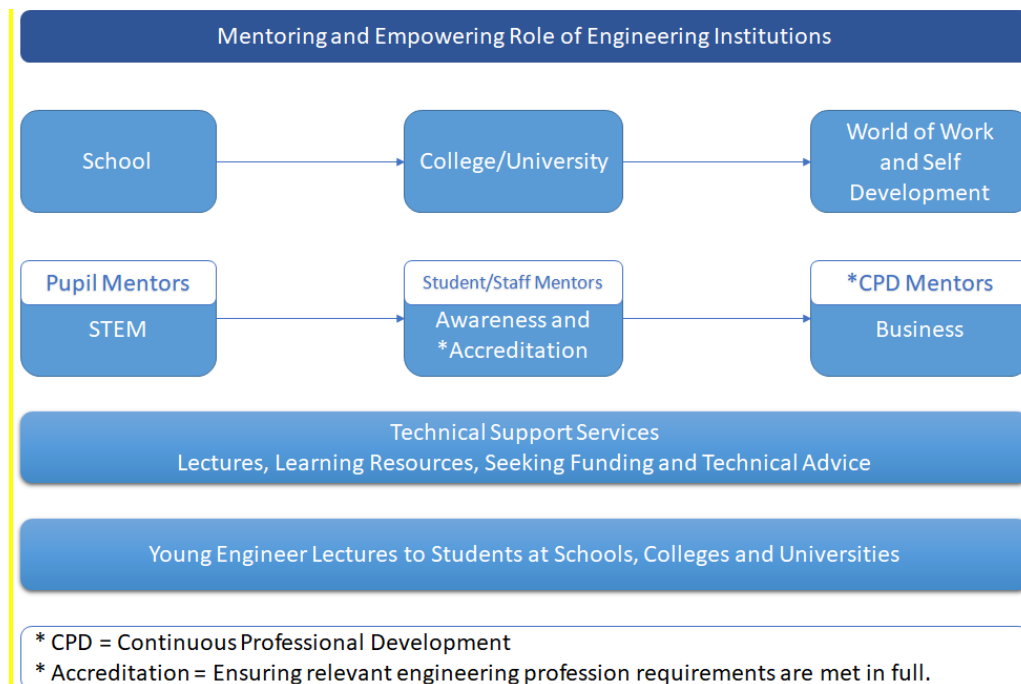 Mentoring and Empowering Role of Engineering Institutions
School
College/University
World of Work
and Self
Development
Pupil Mentors
STEM
Student/Staff Mentors
Awareness and
*Accreditation
*CPD Mentors
Business
Technical Support Services
Lectures, Learning Resources, Seeking Funding and Technical Advice
Young Engineer Lectures to Students at Schools, Colleges and Universities
* CPD = Continuous Professional Development
* Accreditation = Ensuring relevant engineering profession requirements are met in full.